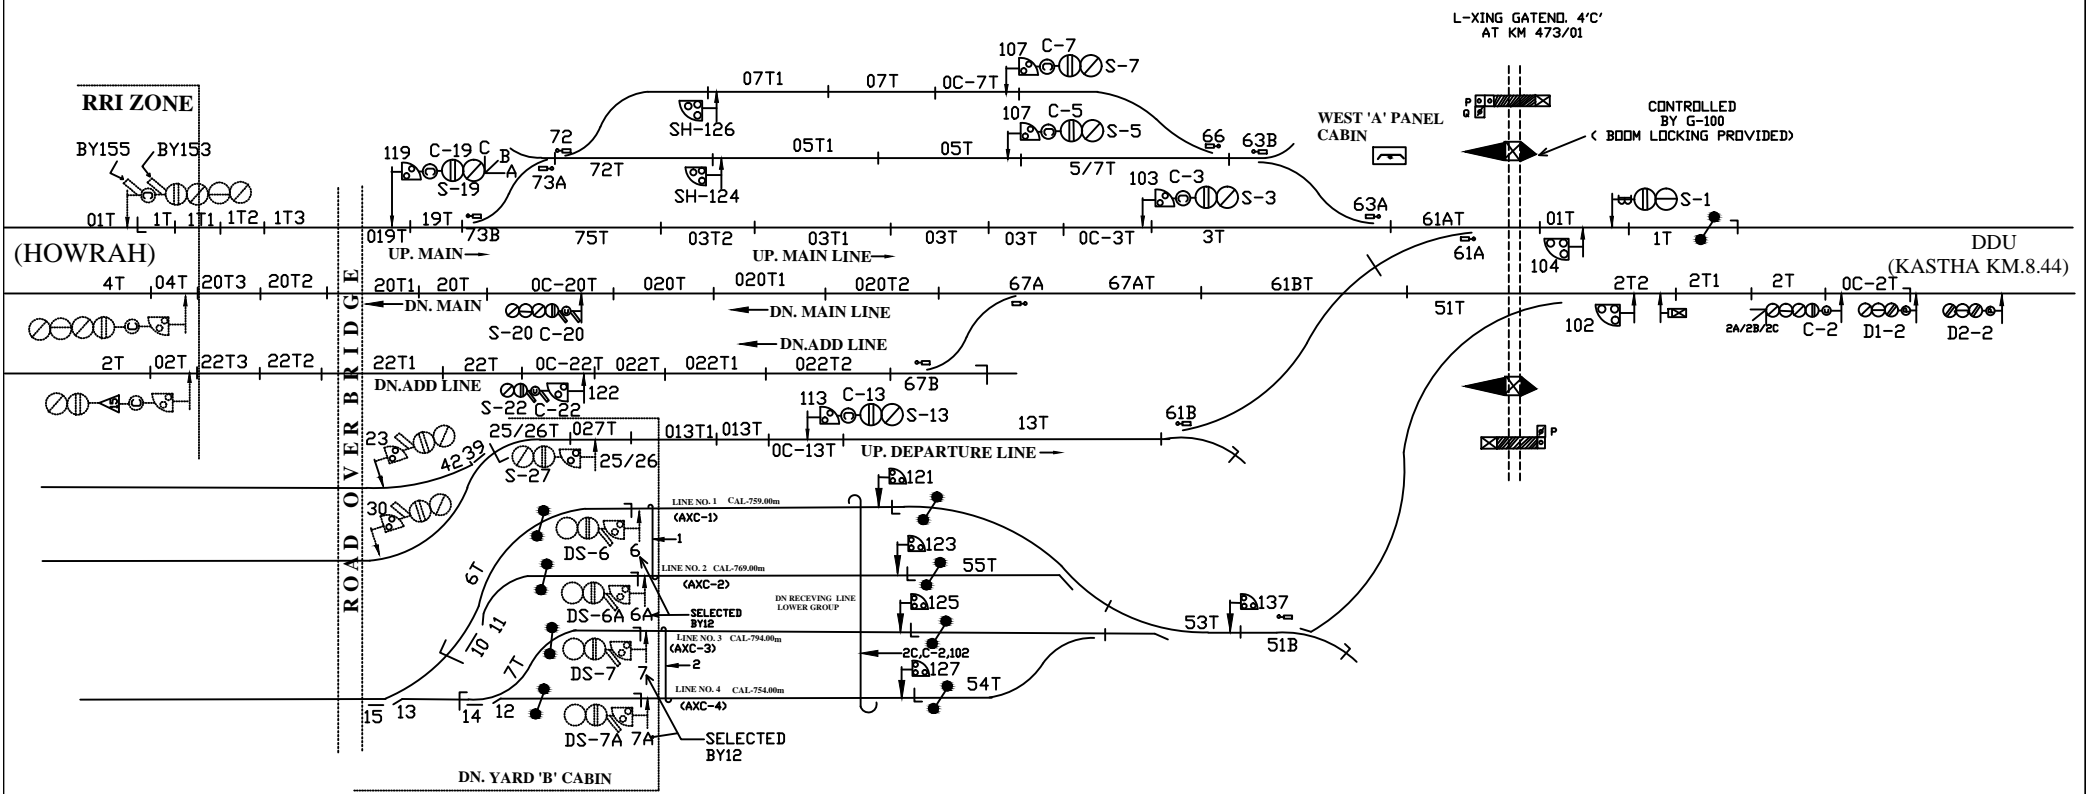 L-XING GATENO. 4'C'
AT KM 473/01
RRI ZONE
BY155
BY153
107 C-7
S-7
07T1
07T
0C-7T
SH-126
107 C-5
S-5
05T1
05T
5/7T
66
63B
WEST 'A' PANEL
CABIN
CONTROLLED
BY G-100
( BOOM LOCKING PROVIDED)
P
Q
119
C-19
C
B
A
S-19
72
73A
72T
SH-124
103 C-3
S-3
63A
B
S-1
01T
1T
1T1
1T2
1T3
019T
19T
73B
75T
03T2
03T1
03T
03T
0C-3T
3T
61AT
01T
1T
61A
104
(HOWRAH)
UP. MAIN
UP. MAIN LINE
DDU
(KASTHA KM.8.44)
4T
04T
20T3
20T2
20T1
20T
0C-20T
020T
020T1
020T2
67A
67AT
61BT
51T
2T2
2T1
2T
0C-2T
DN. MAIN
DN. MAIN LINE
S-20 C-20
102
2A/2B/2C
C-2
D1-2
D2-2
DN.ADD LINE
2T
02T
22T3
22T2
22T1
22T
0C-22T
022T
022T1
022T2
67B
DN.ADD LINE
S-22 C-22
122
113
C-13
S-13
61B
23
42 39
25/26T
027T
013T1
013T
0C-13T
13T
UP. DEPARTURE LINE
S-27
25/26
P
30
ROAD OVER BRIDGE
LINE NO. 1 CAL-759.00m
(AXC-1)
121
DS-6
6
1
6T
LINE NO. 2 CAL-769.00m
(AXC-2)
123
55T
DS-6A 6A
SELECTED
BY12
DN RECEVING LINE
LOWER GROUP
125
137
11
10
LINE NO. 3 CAL-794.00m
(AXC-3)
53T
51B
DS-7
7
2
2C,C-2,102
127
7T
LINE NO. 4 CAL-754.00m
(AXC-4)
54T
15
13
14
12
DS-7A 7A
SELECTED
BY12
DN. YARD 'B' CABIN